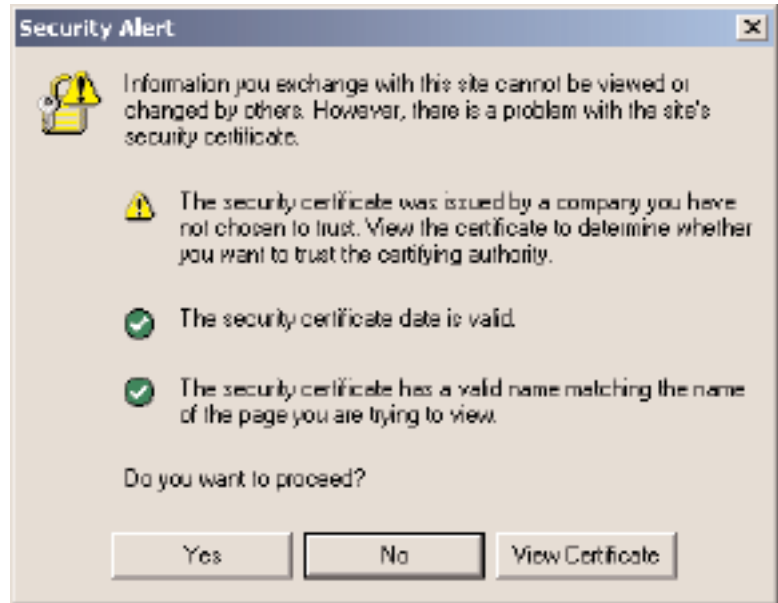 Security Alert
Information you exchange with this site cannot be viewed or
changed by others. However, there is a problem with the site's
security certificate.
The security certificate was issued by a company you have
not chosen to trust. View the certificate to determine whether
you want to trust the certifying authority.
The security certificate date is valid.
The security certificate has a valid name matching the name
of the page you are trying to view.
Do you want to proceed?
Yes
No
View Certificate